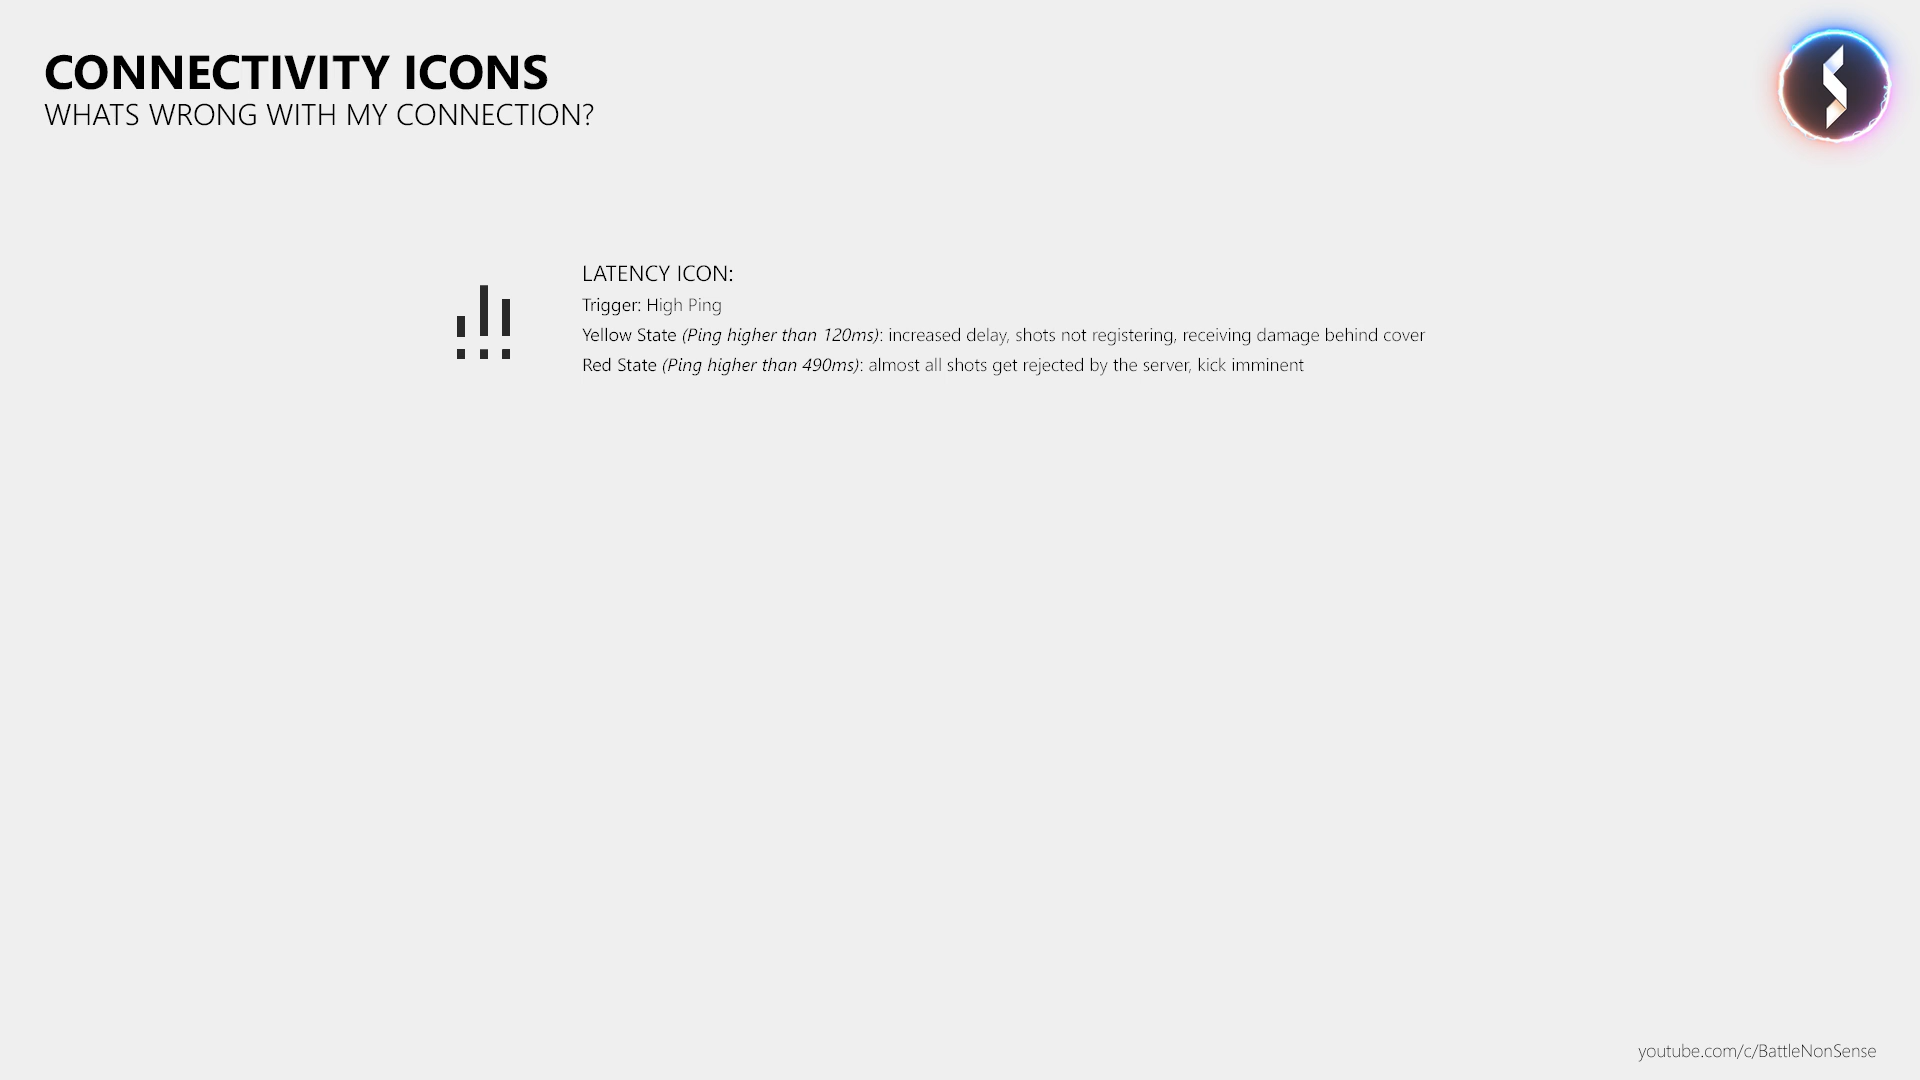 CONNECTIVITY ICONS
WHATS WRONG WITH MY CONNECTION?
LATENCY ICON:
Trigger: High Ping
Yellow State (Ping higher than 120ms): increased delay, shots not registering, receiving damage behind cover
Red State (Ping higher than 490ms): almost all shots get rejected by the server, kick imminent
youtube.com/c/BattleNonSense